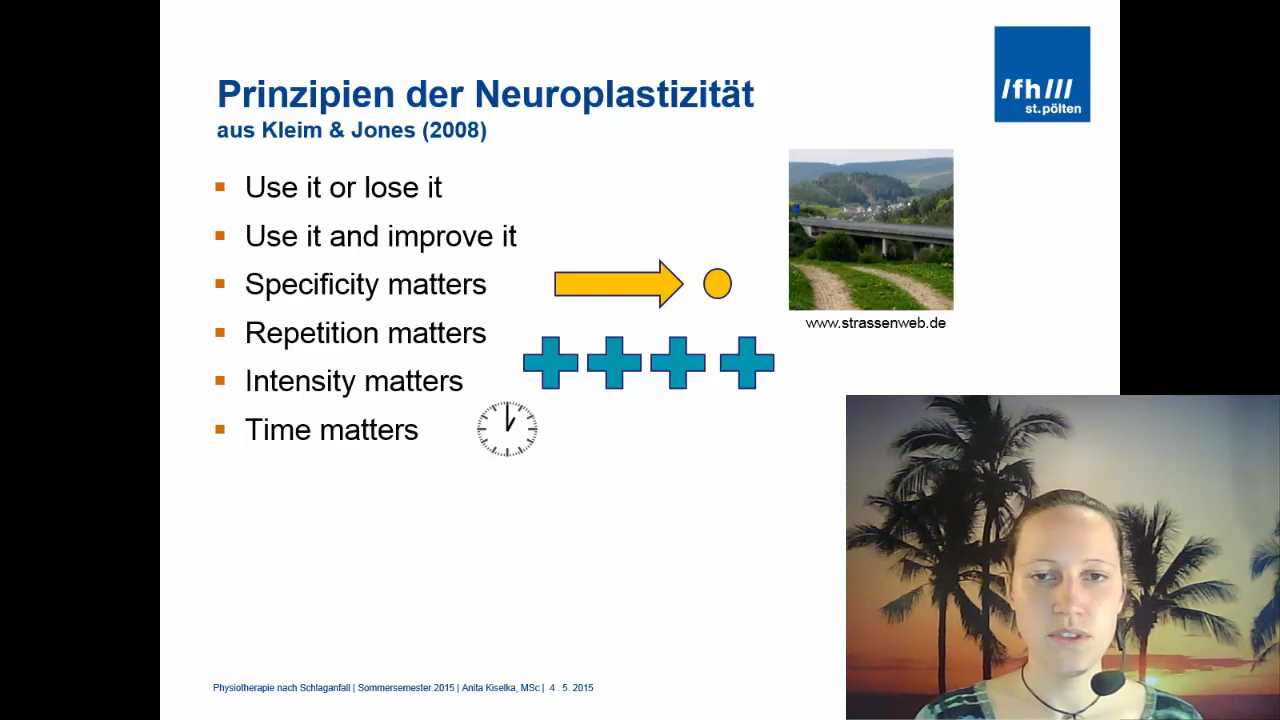 Prinzipien der Neuroplastizität
aus Kleim & Jones (2008)
/fh///
st.pölten
Use it or lose it
Use it and improve it
Specificity matters
Repetition matters
Intensity matters
Time matters
www.strassenweb.de
Physiotherapie nach Schlaganfall | Sommersemester 2015 | Anita Kiselka, MSc | 4 . 5. 2015